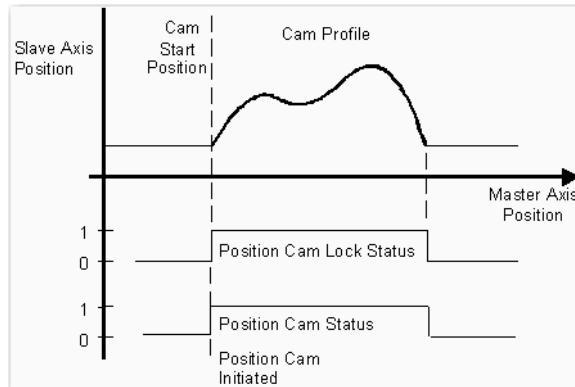 Cam
Start
Position
Cam Profile
Slave Axis
Position
Master Axis
Position
1
0
Position Cam Lock Status
1
0
Position Cam Status
Position Cam
Initiated